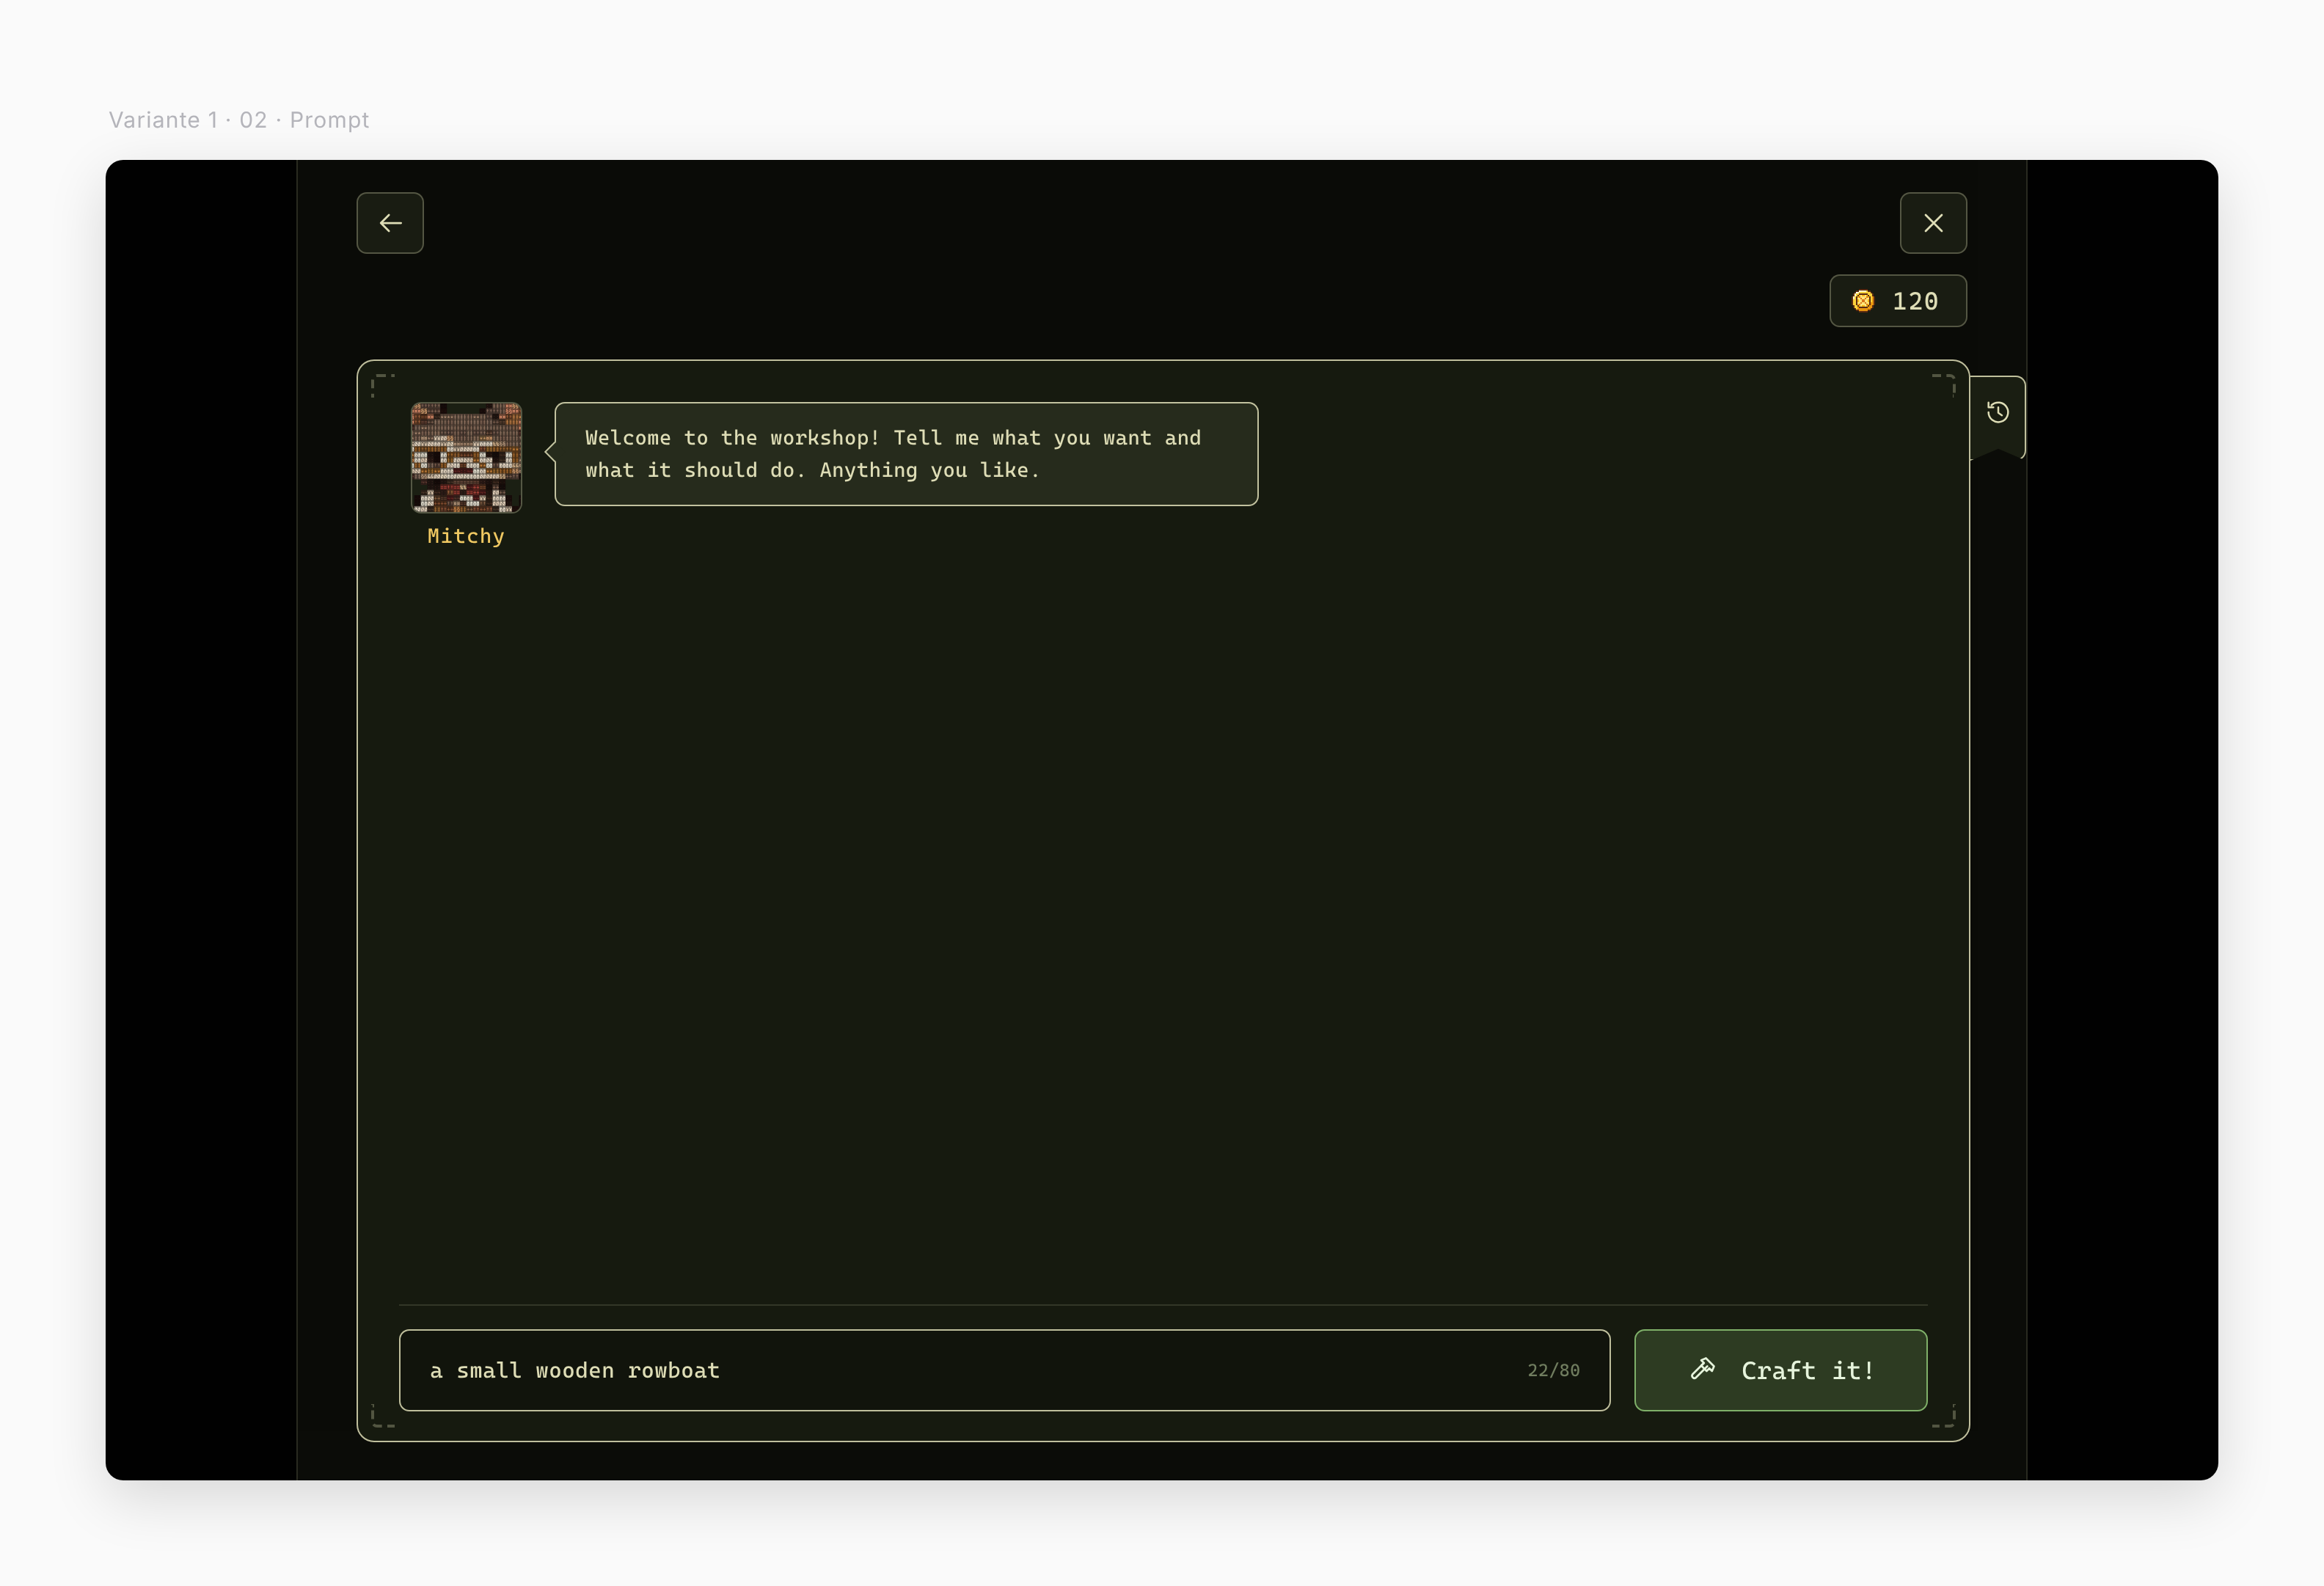 Variante 1 · 02 · Prompt
120
Welcome to the workshop! Tell me what you want and
what it should do. Anything you like.
Mitchy
a small wooden rowboat
22/80
Craft it!